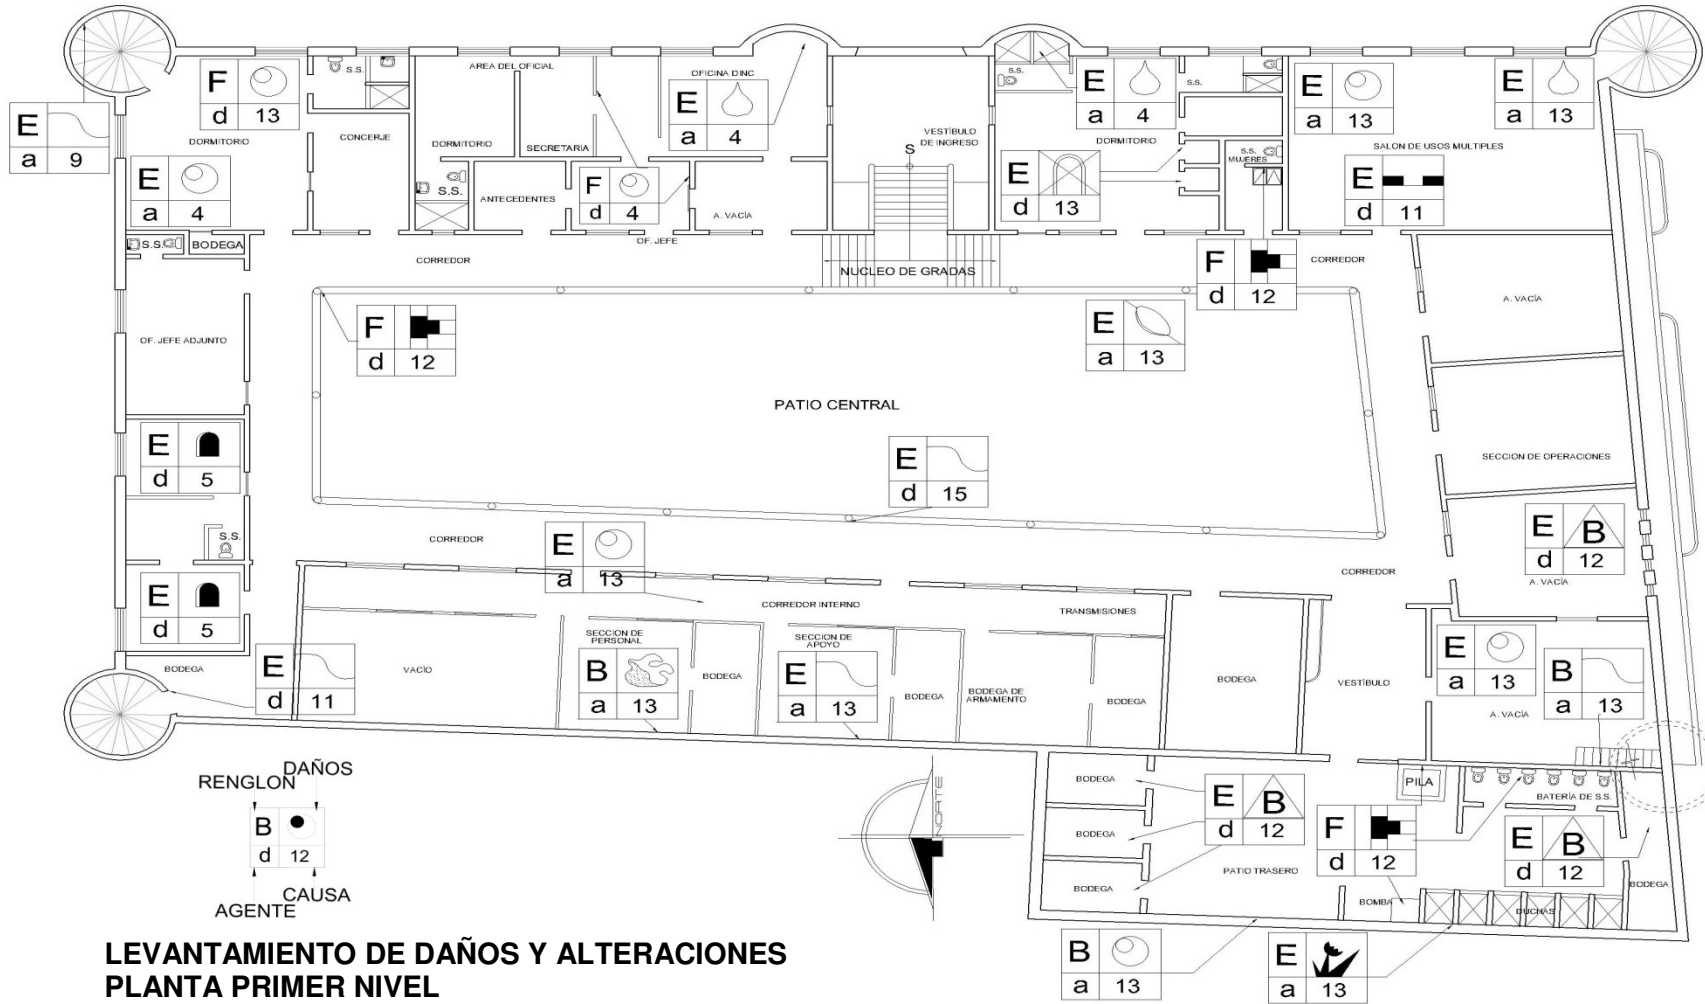 S.S.
AREA DEL OFICIAL
OFICINA DINC
E
a 4
F
d 13
DORMITORIO
CONCERJE
E
a 9
E
a 4
DORMITORIO
SECRETARIA
S.S.
ANTECEDENTES
F
d 4
A. VACÍA
OF. JEFE
VESTÍBULO
DE INGRESO
S
S.S.
E
a 4
DORMITORIO
S.S.
E
d 13
S.S.
MUJERES
E
a 13
E
a 13
SALON DE USOS MULTIPLES
E
d 11
S.S.
BODEGA
CORREDOR
NUCLEO DE GRADAS
F
d 12
CORREDOR
A. VACÍA
OF. JEFE ADJUNTO
F
d 12
E
a 13
PATIO CENTRAL
E
d 5
E
d 15
SECCION DE OPERACIONES
S.S.
CORREDOR
E
a 13
E B
d 12
A. VACÍA
CORREDOR
E
d 5
CORREDOR INTERNO
TRANSMISIONES
BODEGA
E
d 11
VACÍO
SECCION DE
PERSONAL
B
a 13
BODEGA
SECCION DE
APOYO
E
a 13
BODEGA
BODEGA DE
ARMAMENTO
BODEGA
BODEGA
VESTÍBULO
E
a 13
B
a 13
A. VACÍA
RENGLON
DAÑOS
B
d 12
AGENTE
CAUSA
NORTE
BODEGA
BODEGA
BODEGA
E B
d 12
PATIO TRASERO
PILA
F
d 12
BATERÍA DE S.S.
E B
d 12
BODEGA
BOMBA
DUCHAS
B
a 13
E
a 13
LEVANTAMIENTO DE DAÑOS Y ALTERACIONES
PLANTA PRIMER NIVEL